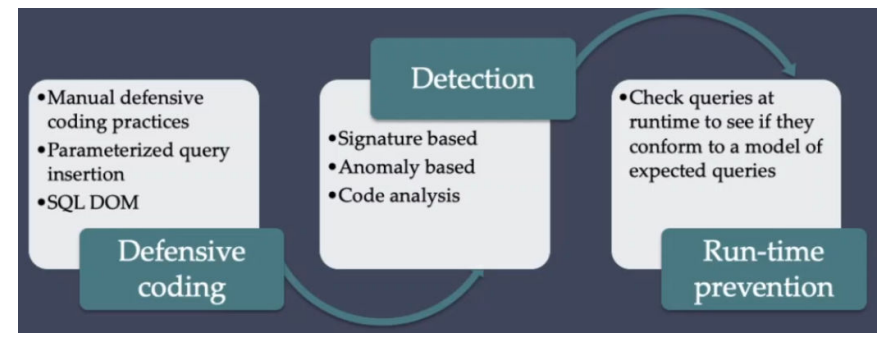 •Manual defensive
coding practices
•Parameterized query
insertion
•SQL DOM
Defensive
coding
Detection
•Signature based
•Anomaly based
•Code analysis
•Check queries at
runtime to see if they
conform to a model of
expected queries
Run-time
prevention